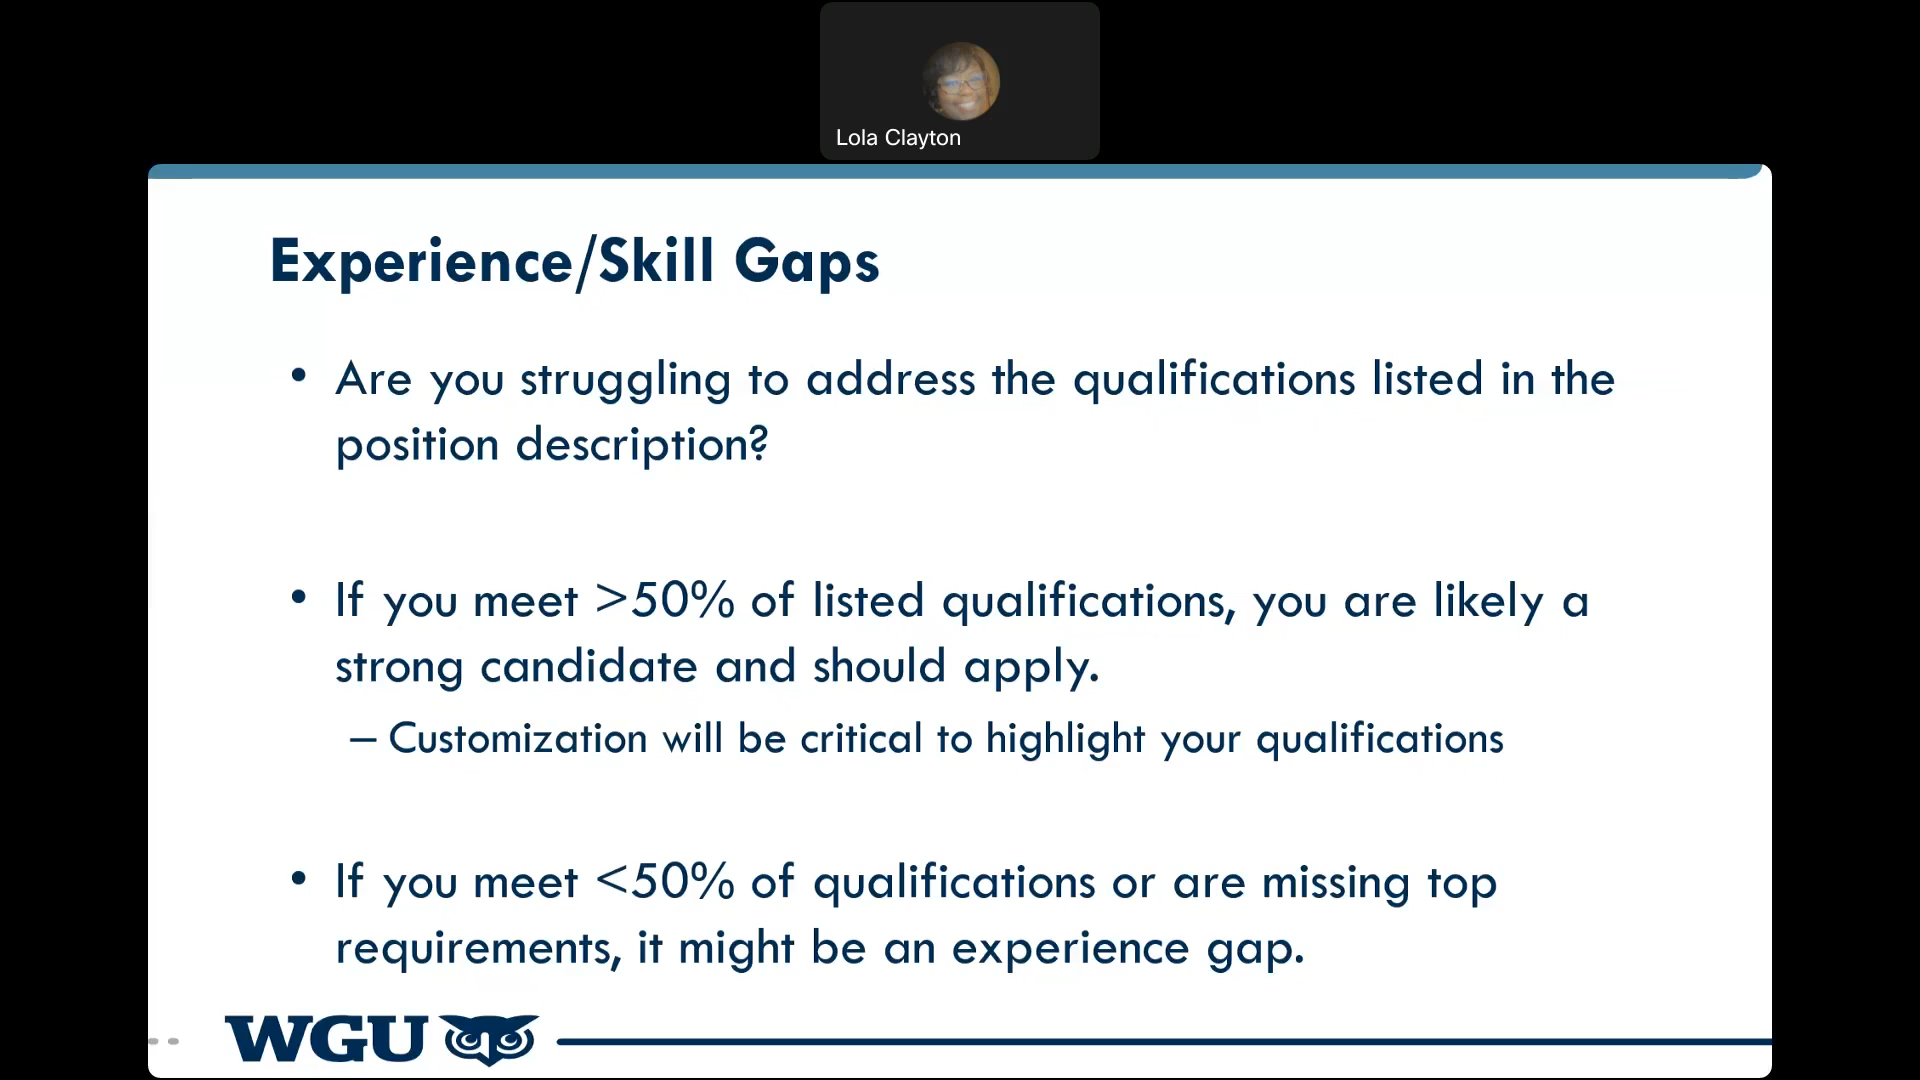 Lola Clayton
Experience/Skill Gaps
• Are you struggling to address the qualifications listed in the
position description?
• If you meet >50% of listed qualifications, you are likely a
strong candidate and should apply.
– Customization will be critical to highlight your qualifications
• If you meet <50% of qualifications or are missing top
requirements, it might be an experience gap.
WGU